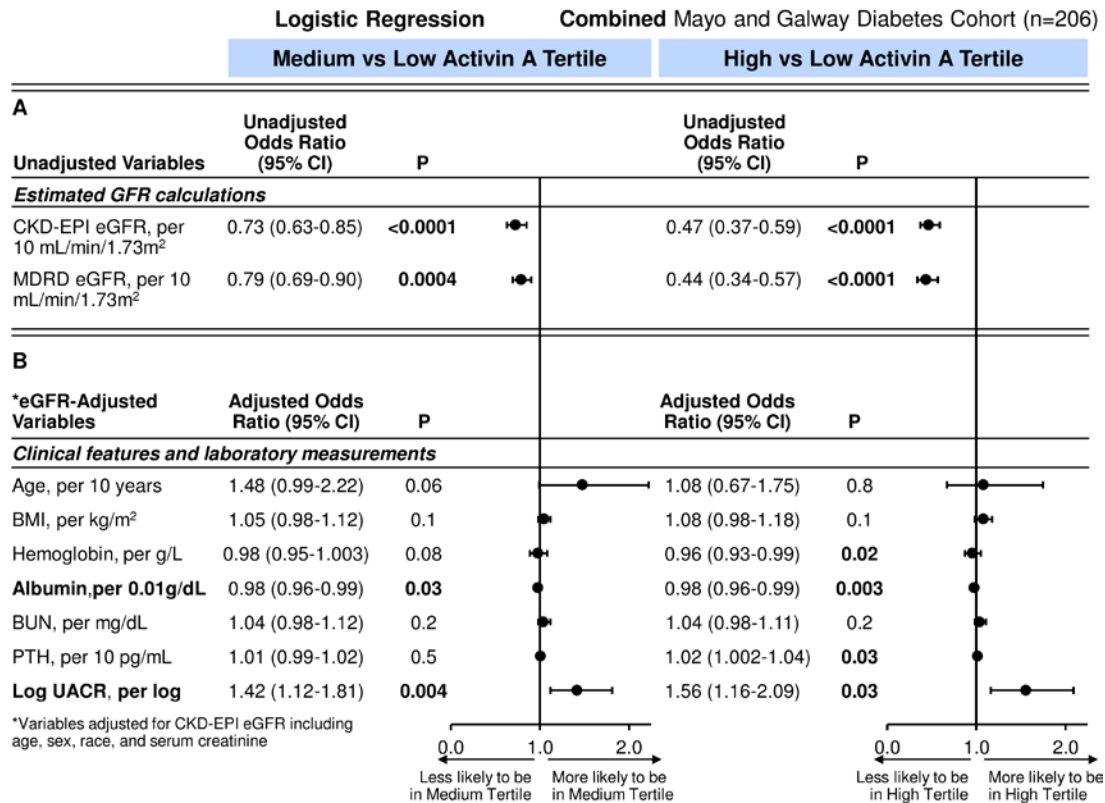 Logistic Regression Combined Mayo and Galway Diabetes Cohort (n=206)
Medium vs Low Activin A Tertile High vs Low Activin A Tertile
A
Unadjusted Unadjusted
Odds Ratio Odds Ratio
Unadjusted Variables (95% CI) P (95% CI) P
Estimated GFR calculations
CKD-EPI eGFR, per 0.73 (0.63-0.85) <0.0001 0.47 (0.37-0.59) <0.0001
10 mL/min/1.73m²
MDRD eGFR, per 10 0.79 (0.69-0.90) 0.0004 0.44 (0.34-0.57) <0.0001
mL/min/1.73m²
B
*eGFR-Adjusted Adjusted Odds Adjusted Odds
Variables Ratio (95% CI) P Ratio (95% CI) P
Clinical features and laboratory measurements
Age, per 10 years 1.48 (0.99-2.22) 0.06 1.08 (0.67-1.75) 0.8
BMI, per kg/m² 1.05 (0.98-1.12) 0.1 1.08 (0.98-1.18) 0.1
Hemoglobin, per g/L 0.98 (0.95-1.003) 0.08 0.96 (0.93-0.99) 0.02
Albumin,per 0.01g/dL 0.98 (0.96-0.99) 0.03 0.98 (0.96-0.99) 0.003
BUN, per mg/dL 1.04 (0.98-1.12) 0.2 1.04 (0.98-1.11) 0.2
PTH, per 10 pg/mL 1.01 (0.99-1.02) 0.5 1.02 (1.002-1.04) 0.03
Log UACR, per log 1.42 (1.12-1.81) 0.004 1.56 (1.16-2.09) 0.03
*Variables adjusted for CKD-EPI eGFR including
age, sex, race, and serum creatinine
0.0 1.0 2.0 0.0 1.0 2.0
Less likely to be More likely to be Less likely to be More likely to be
in Medium Tertile in Medium Tertile in High Tertile in High Tertile